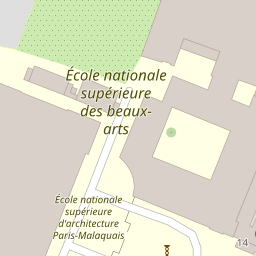 École nationale
supérieure
des beaux-
arts
École nationale
supérieure
d'architecture
Paris-Malaquais
14